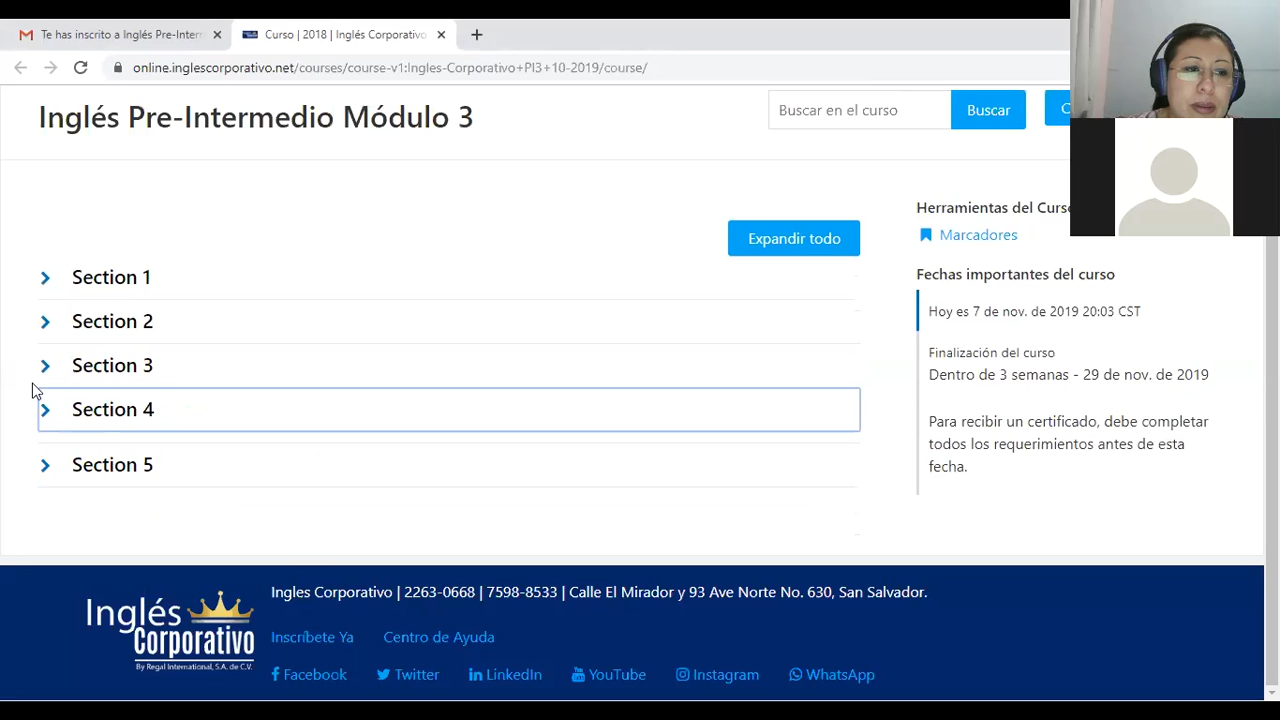 Te has inscrito a Inglés Pre-Inter
Curso | 2018 | Inglés Corporativo
online.inglescorporativo.net/courses/course-v1:Ingles-Corporativo+PI3+10-2019/course/
Inglés Pre-Intermedio Módulo 3
Buscar en el curso
Buscar
Expandir todo
Section 1
Section 2
Section 3
Section 4
Section 5
Herramientas del Curso
Marcadores
Fechas importantes del curso
Hoy es 7 de nov. de 2019 20:03 CST
Finalización del curso
Dentro de 3 semanas - 29 de nov. de 2019
Para recibir un certificado, debe completar
todos los requerimientos antes de esta
fecha.
Inglés
Corporativo
By Regal International, S.A. de C.V.
Ingles Corporativo | 2263-0668 | 7598-8533 | Calle El Mirador y 93 Ave Norte No. 630, San Salvador.
Inscríbete Ya
Centro de Ayuda
Facebook
Twitter
LinkedIn
YouTube
Instagram
WhatsApp